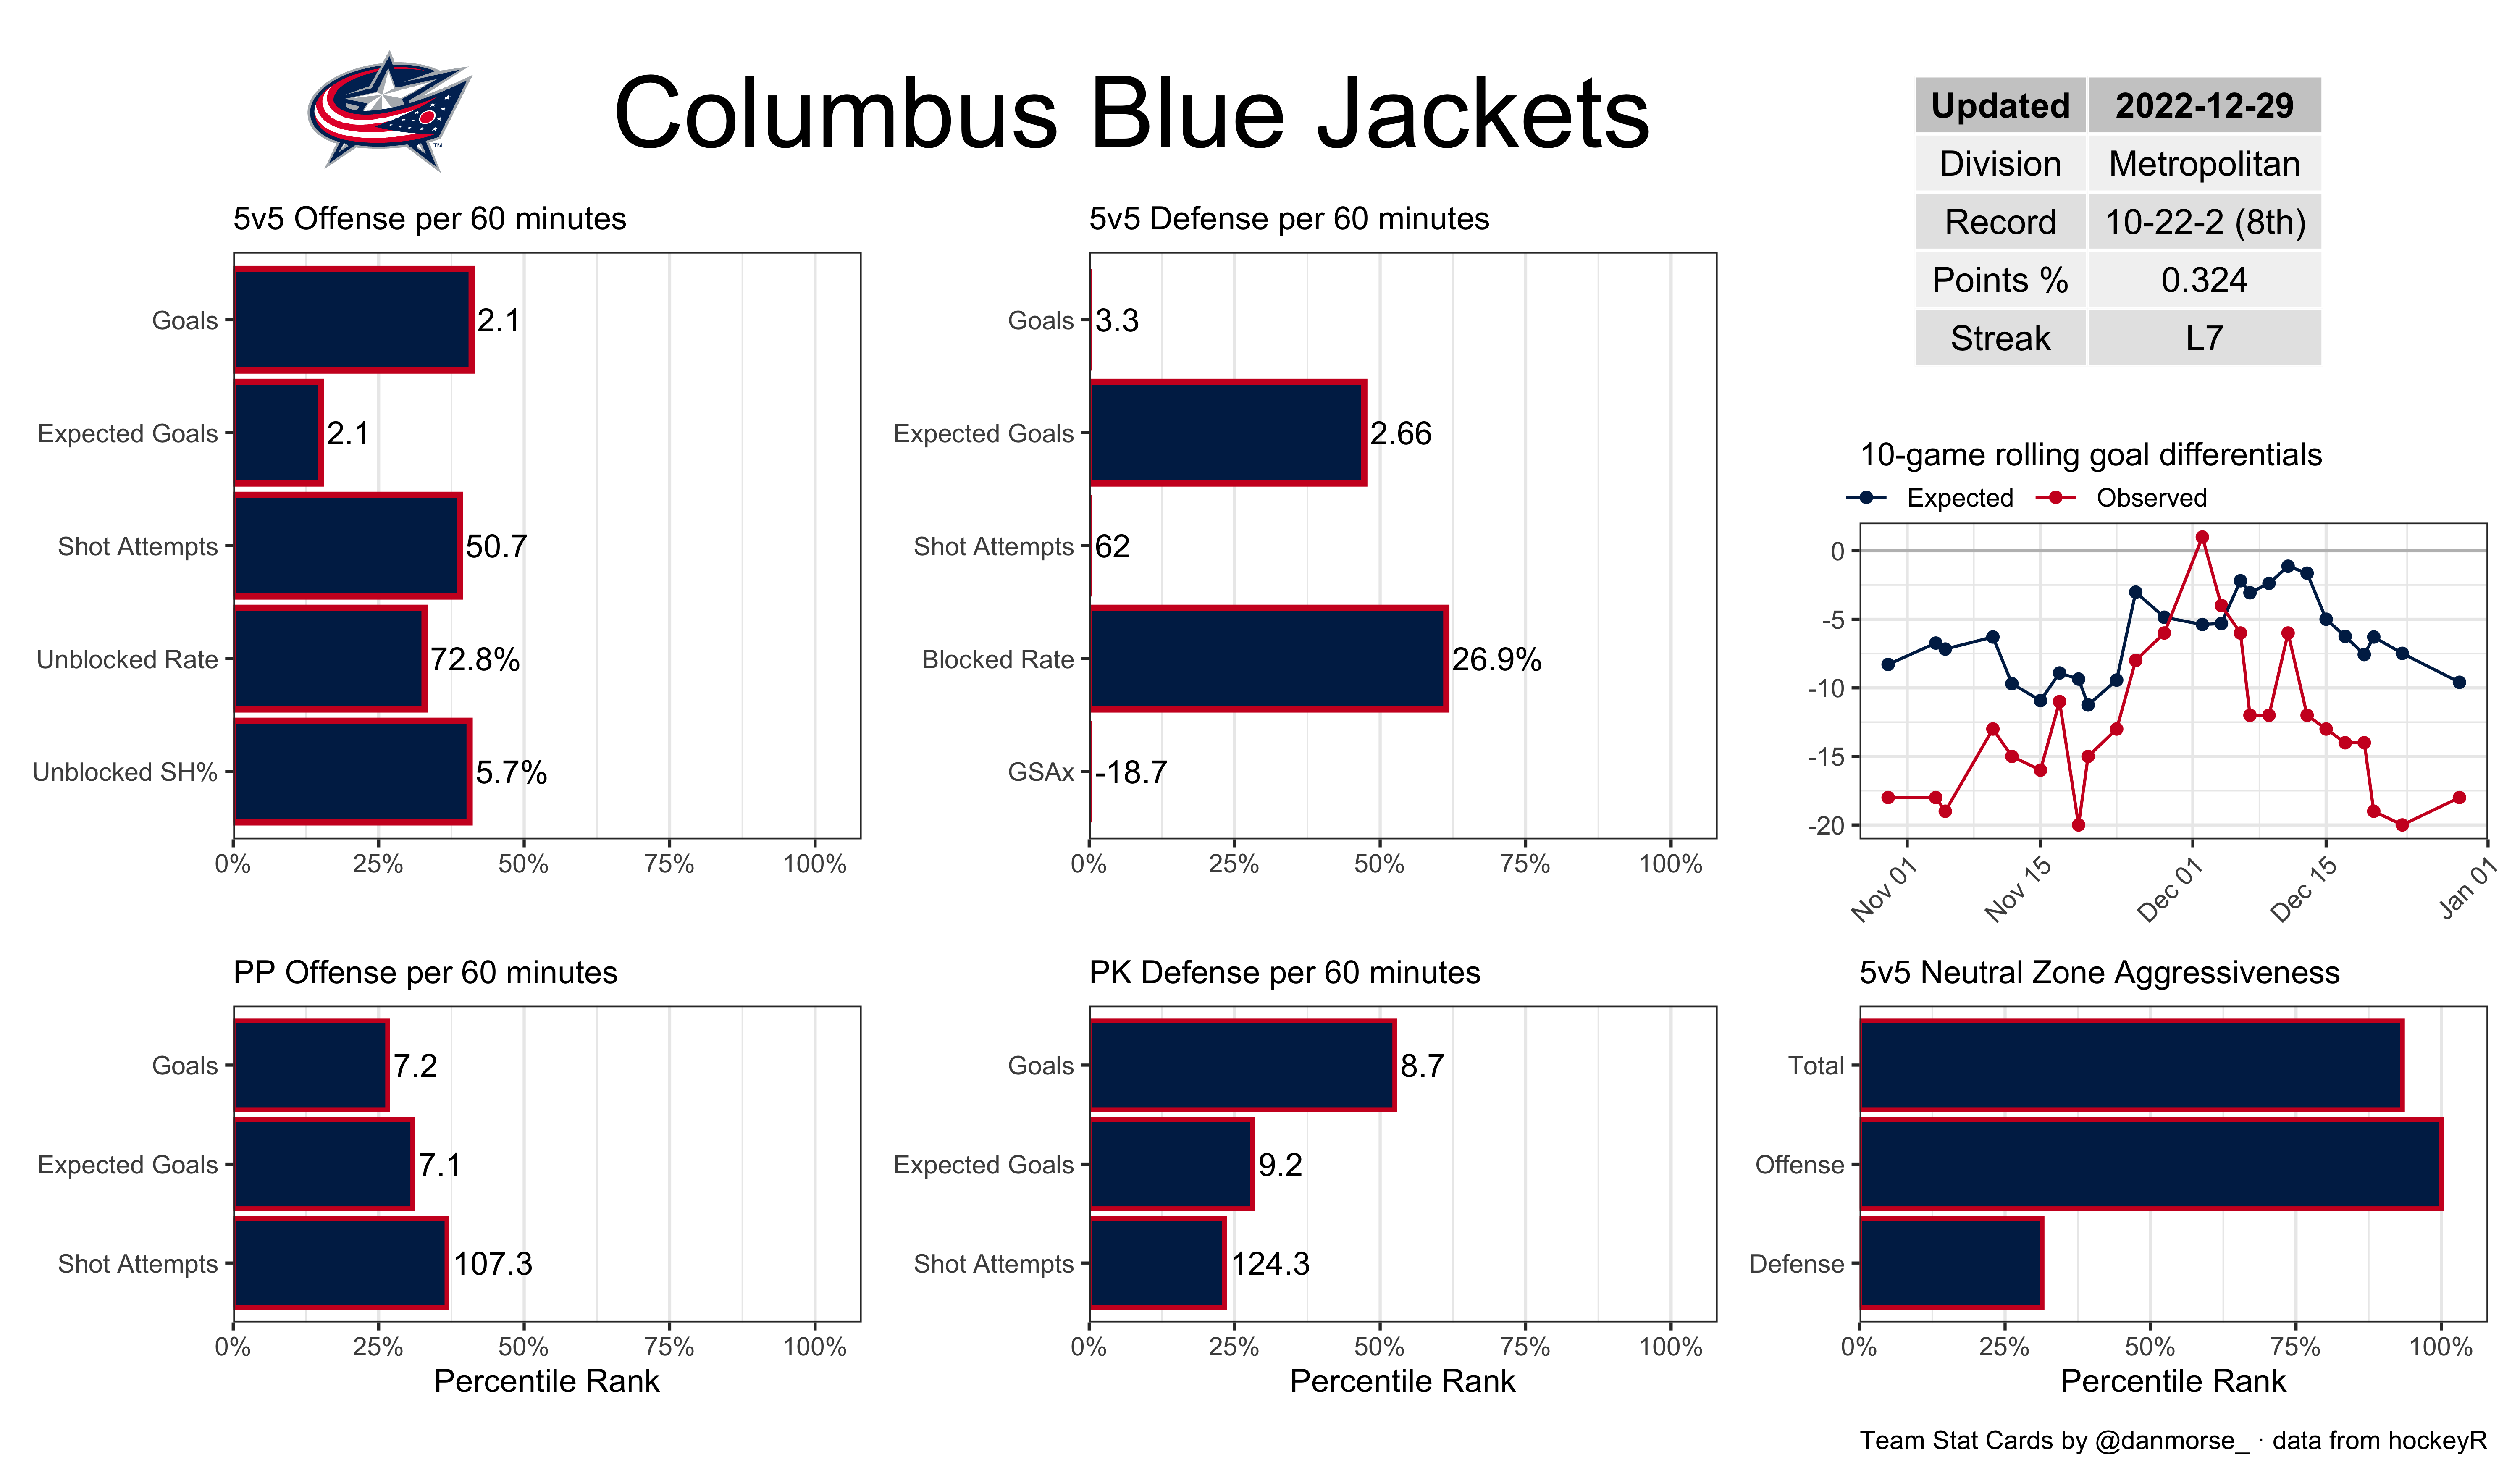 Columbus Blue Jackets
TM
Updated 2022-12-29
Division Metropolitan
Record 10-22-2 (8th)
Points % 0.324
Streak L7
5v5 Offense per 60 minutes
Goals 2.1
Expected Goals 2.1
Shot Attempts 50.7
Unblocked Rate 72.8%
Unblocked SH% 5.7%
0% 25% 50% 75% 100%
5v5 Defense per 60 minutes
Goals 3.3
Expected Goals 2.66
Shot Attempts 62
Blocked Rate 26.9%
GSAx -18.7
0% 25% 50% 75% 100%
10-game rolling goal differentials
Expected Observed
0
-5
-10
-15
-20
Nov 01 Nov 15 Dec 01 Dec 15 Jan 01
PP Offense per 60 minutes
Goals 7.2
Expected Goals 7.1
Shot Attempts 107.3
0% 25% 50% 75% 100%
Percentile Rank
PK Defense per 60 minutes
Goals 8.7
Expected Goals 9.2
Shot Attempts 124.3
0% 25% 50% 75% 100%
Percentile Rank
5v5 Neutral Zone Aggressiveness
Total
Offense
Defense
0% 25% 50% 75% 100%
Percentile Rank
Team Stat Cards by @danmorse_ · data from hockeyR